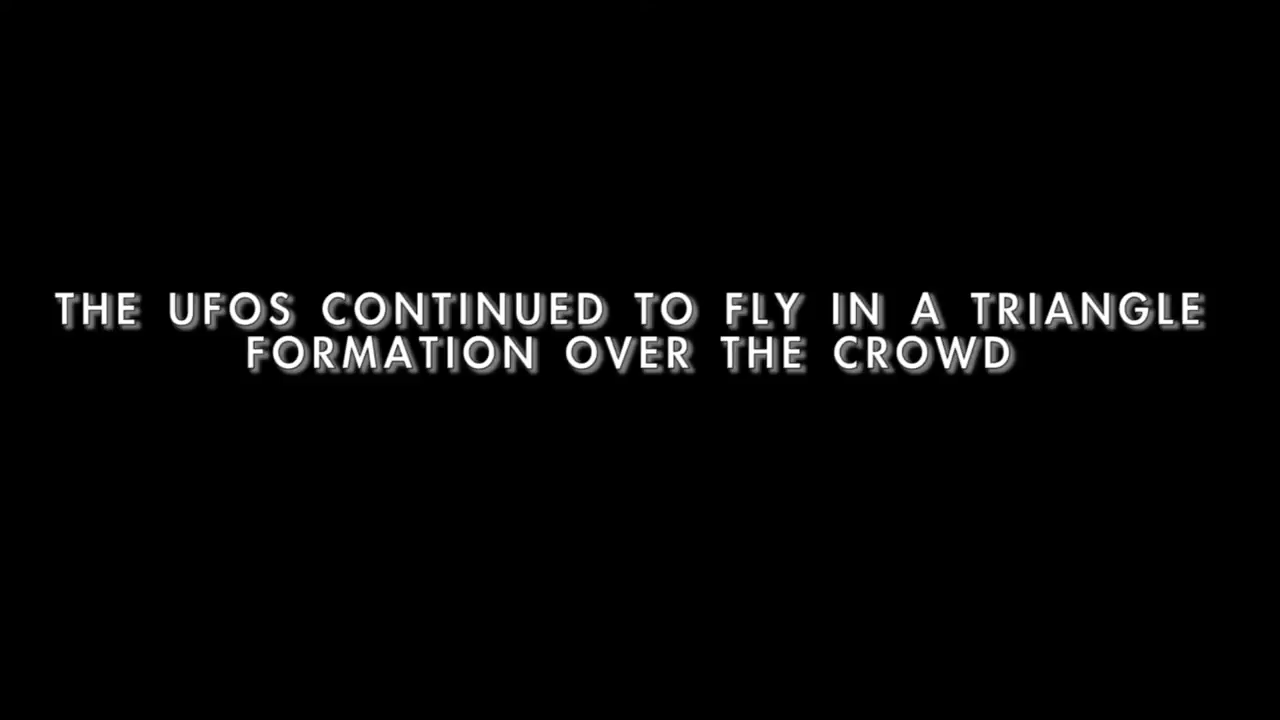 THE UFOS CONTINUED TO FLY IN A TRIANGLE
FORMATION OVER THE CROWD